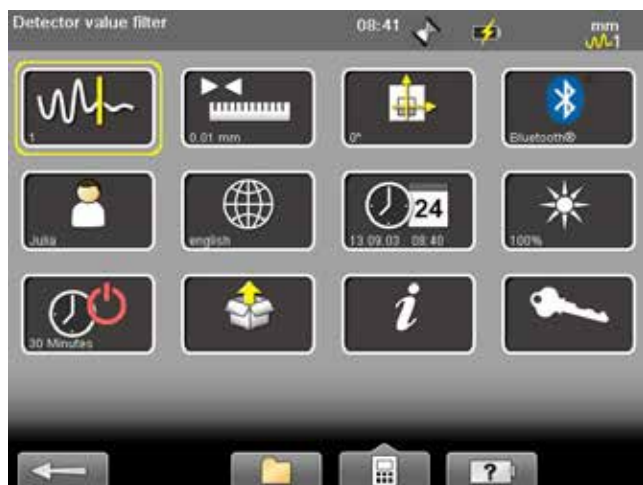 Detector value filter 08:41 mm
1
1 0.01 mm 0° Bluetooth®
24
Julia english 13.09.03 08:40 100%
30 Minutes
i
?